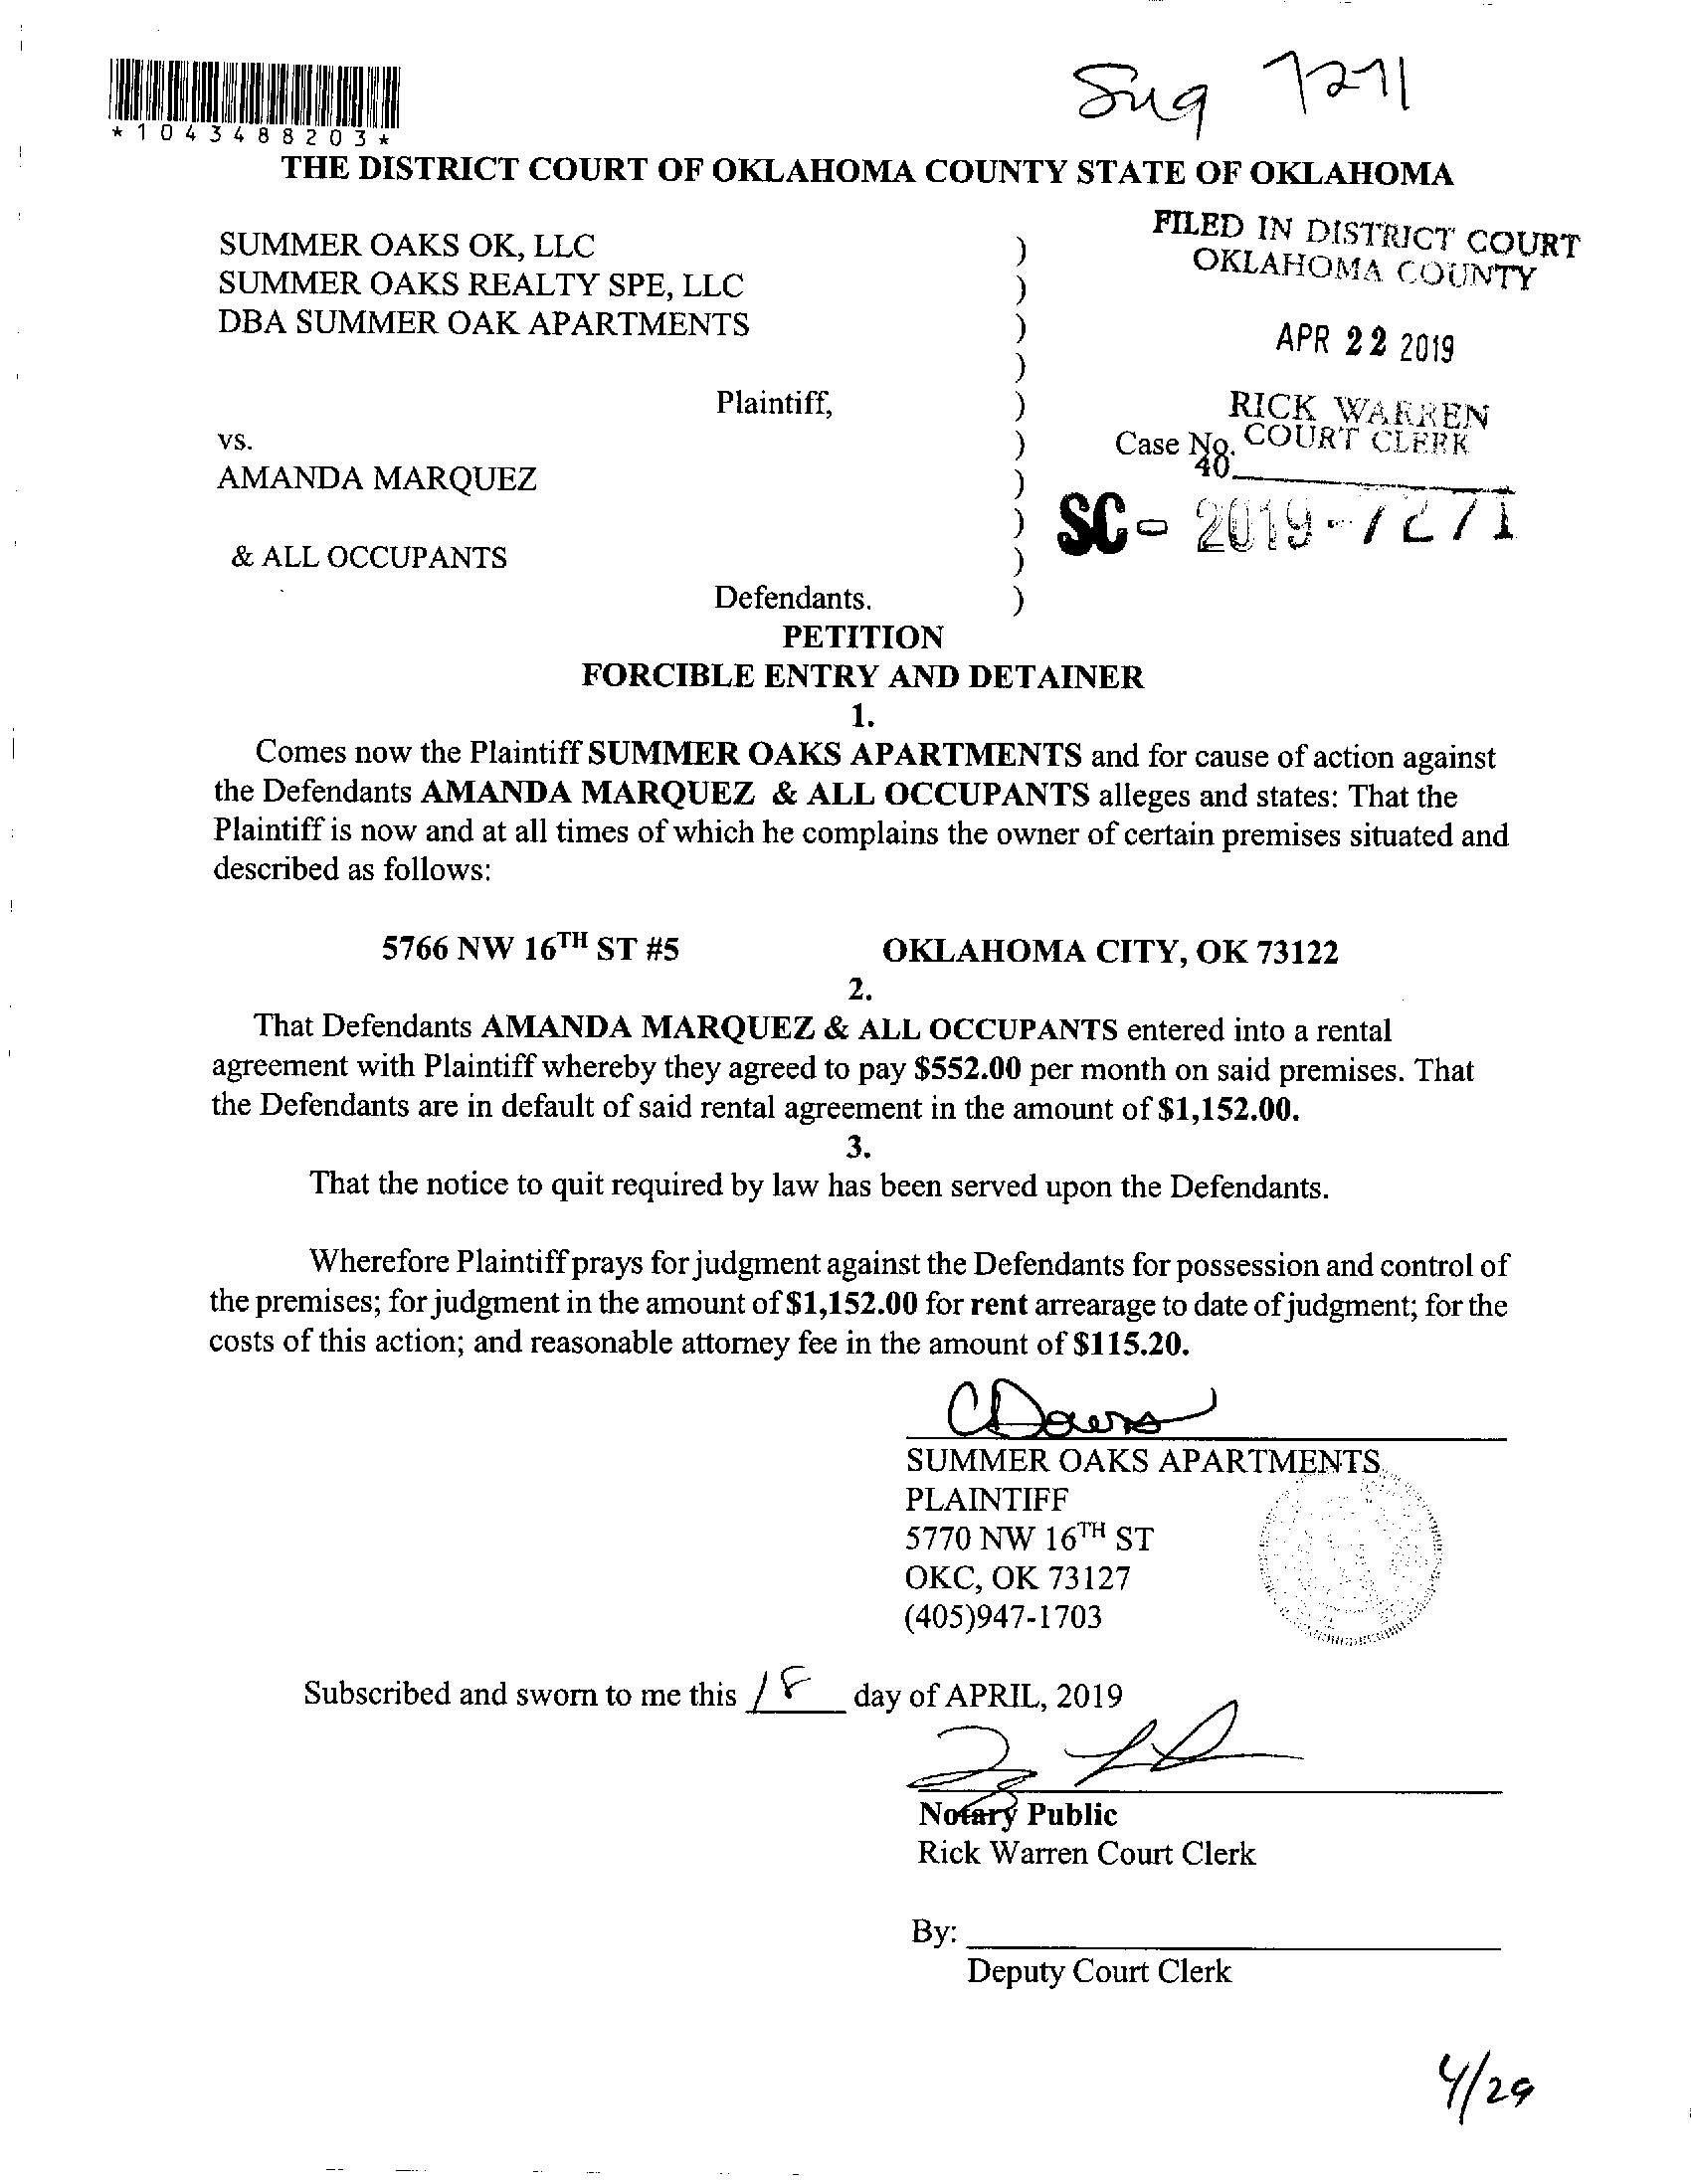 *1043488203*
7271
THE DISTRICT COURT OF OKLAHOMA COUNTY STATE OF OKLAHOMA
FILED IN DISTRICT COURT
OKLAHOMA COUNTY
SUMMER OAKS OK, LLC )
SUMMER OAKS REALTY SPE, LLC )
DBA SUMMER OAK APARTMENTS )
APR 22 2019
)
Plaintiff, )
RICK WARREN
COURT CLERK
vs. ) Case No.
40
AMANDA MARQUEZ )
) SC- 2019-7271
& ALL OCCUPANTS )
Defendants. )
PETITION
FORCIBLE ENTRY AND DETAINER
1.
Comes now the Plaintiff SUMMER OAKS APARTMENTS and for cause of action against
the Defendants AMANDA MARQUEZ & ALL OCCUPANTS alleges and states: That the
Plaintiff is now and at all times of which he complains the owner of certain premises situated and
described as follows:
5766 NW 16TH ST #5 OKLAHOMA CITY, OK 73122
2.
That Defendants AMANDA MARQUEZ & ALL OCCUPANTS entered into a rental
agreement with Plaintiff whereby they agreed to pay $552.00 per month on said premises. That
the Defendants are in default of said rental agreement in the amount of $1,152.00.
3.
That the notice to quit required by law has been served upon the Defendants.
Wherefore Plaintiff prays for judgment against the Defendants for possession and control of
the premises; for judgment in the amount of $1,152.00 for rent arrearage to date of judgment; for the
costs of this action; and reasonable attorney fee in the amount of $115.20.
CDowns
SUMMER OAKS APARTMENTS
PLAINTIFF
5770 NW 16TH ST
OKC, OK 73127
(405)947-1703
Subscribed and sworn to me this 18 day of APRIL, 2019
Notary Public
Rick Warren Court Clerk
By:
Deputy Court Clerk
4/29